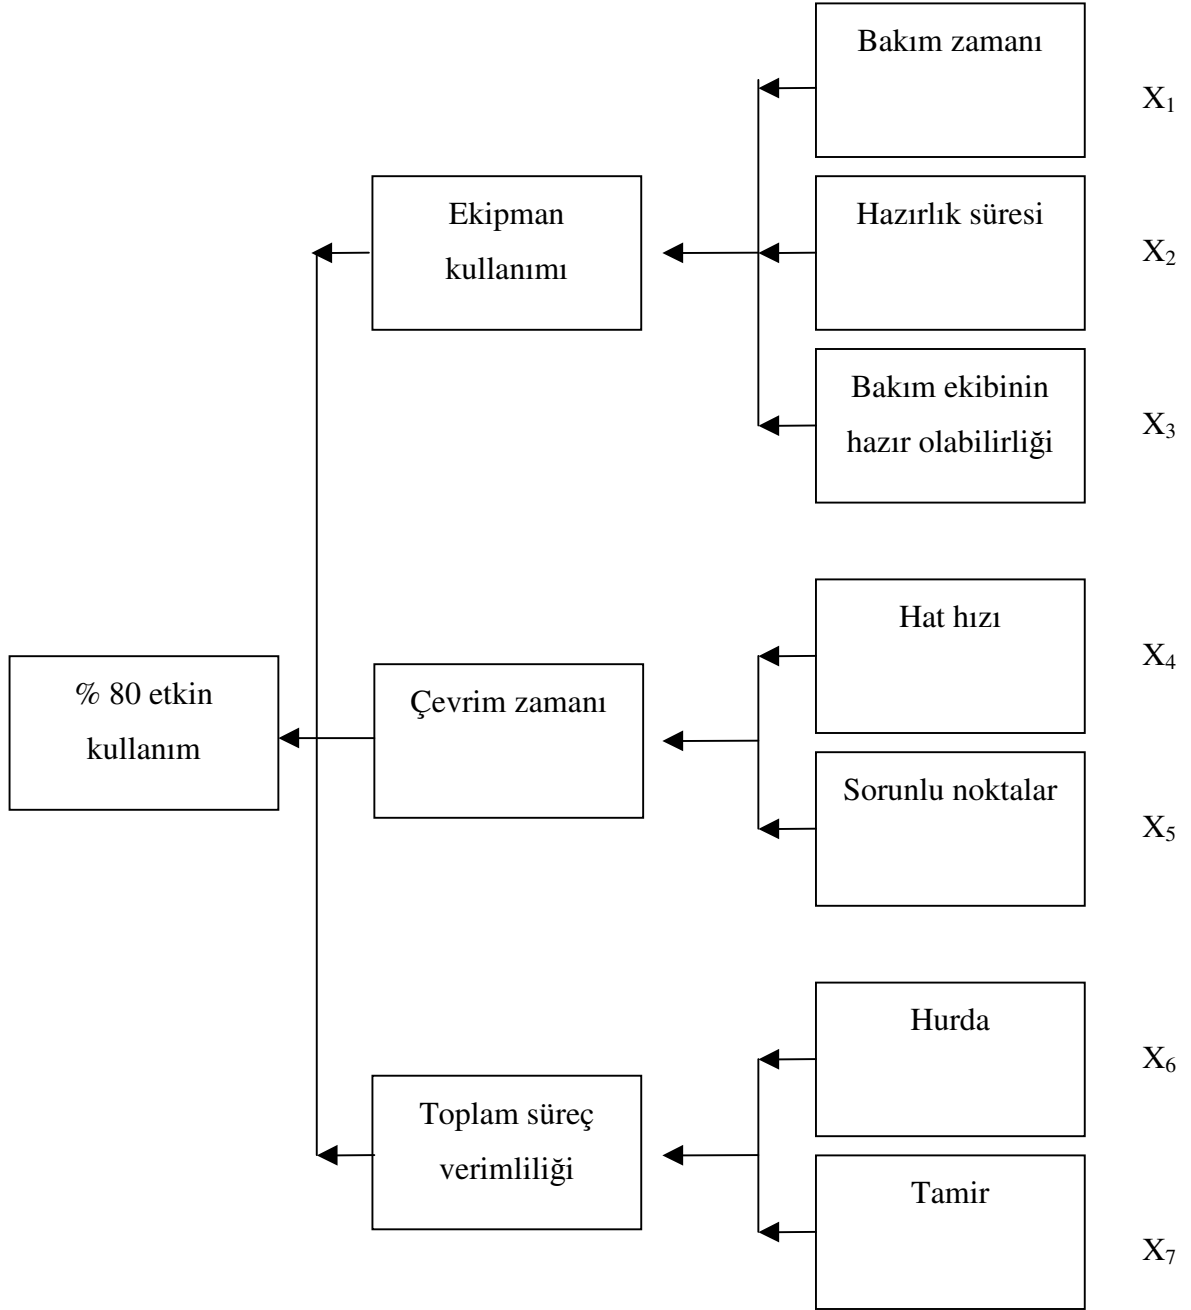 Bakım zamanı
X₁
Ekipman
kullanımı
Hazırlık süresi
X₂
Bakım ekibinin
hazır olabilirliği
X₃
Hat hızı
X₄
% 80 etkin
kullanım
Çevrim zamanı
Sorunlu noktalar
X₅
Hurda
X₆
Toplam süreç
verimliliği
Tamir
X₇